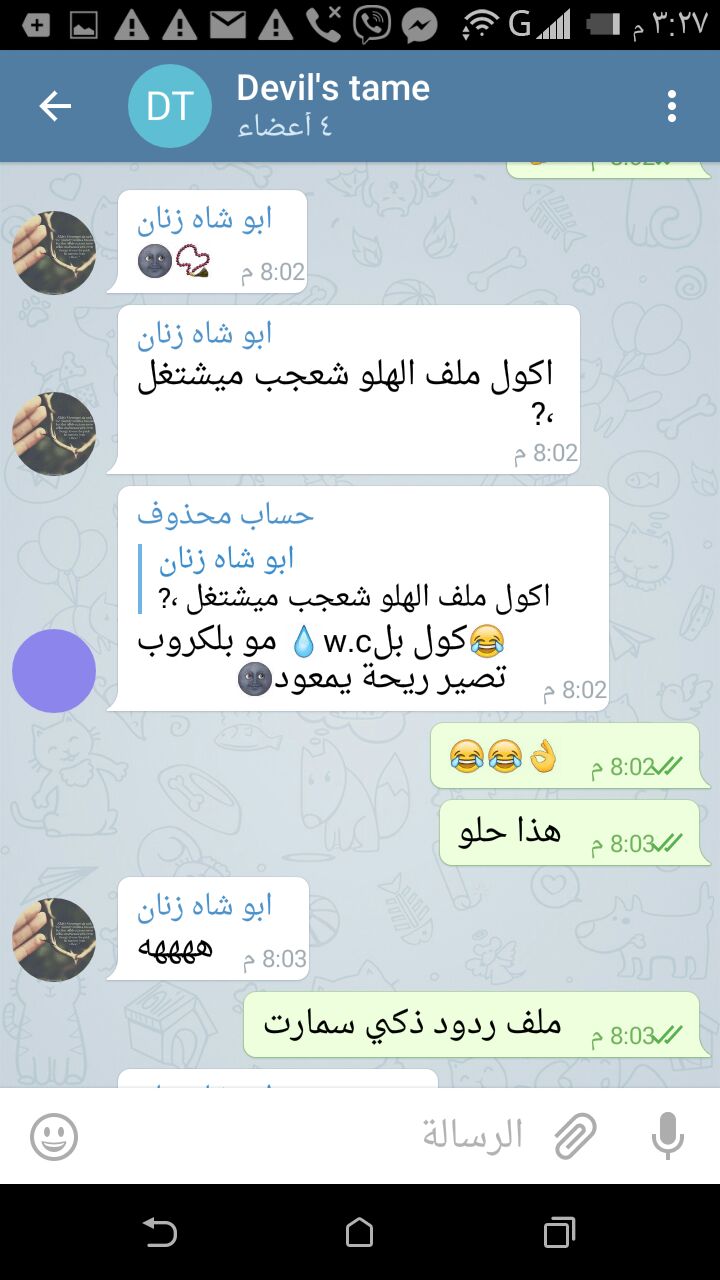 ٣:٢٧ م
G
DT
Devil's tame
٤ أعضاء
ابو شاه زنان
🌚📿
8:02 م
ابو شاه زنان
اكول ملف الهلو شعجب ميشتغل
،?
8:02 م
حساب محذوف
ابو شاه زنان
اكول ملف الهلو شعجب ميشتغل ،?
😂كول بلw.c💧 مو بلكروب
تصير ريحة يمعود🌚
8:02 م
😂😂👌
8:02 م
هذا حلو
8:03 م
ابو شاه زنان
ههههه
8:03 م
ملف ردود ذكي سمارت
8:03 م
الرسالة